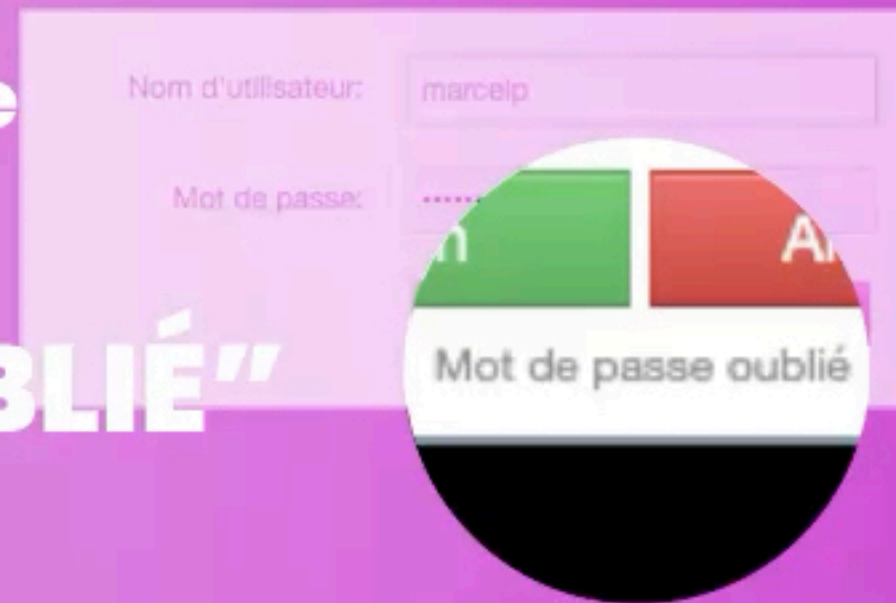 e
Nom d'utilisateur: marcelp
Mot de passe: ......
n A
Mot de passe oublié
BLIÉ"